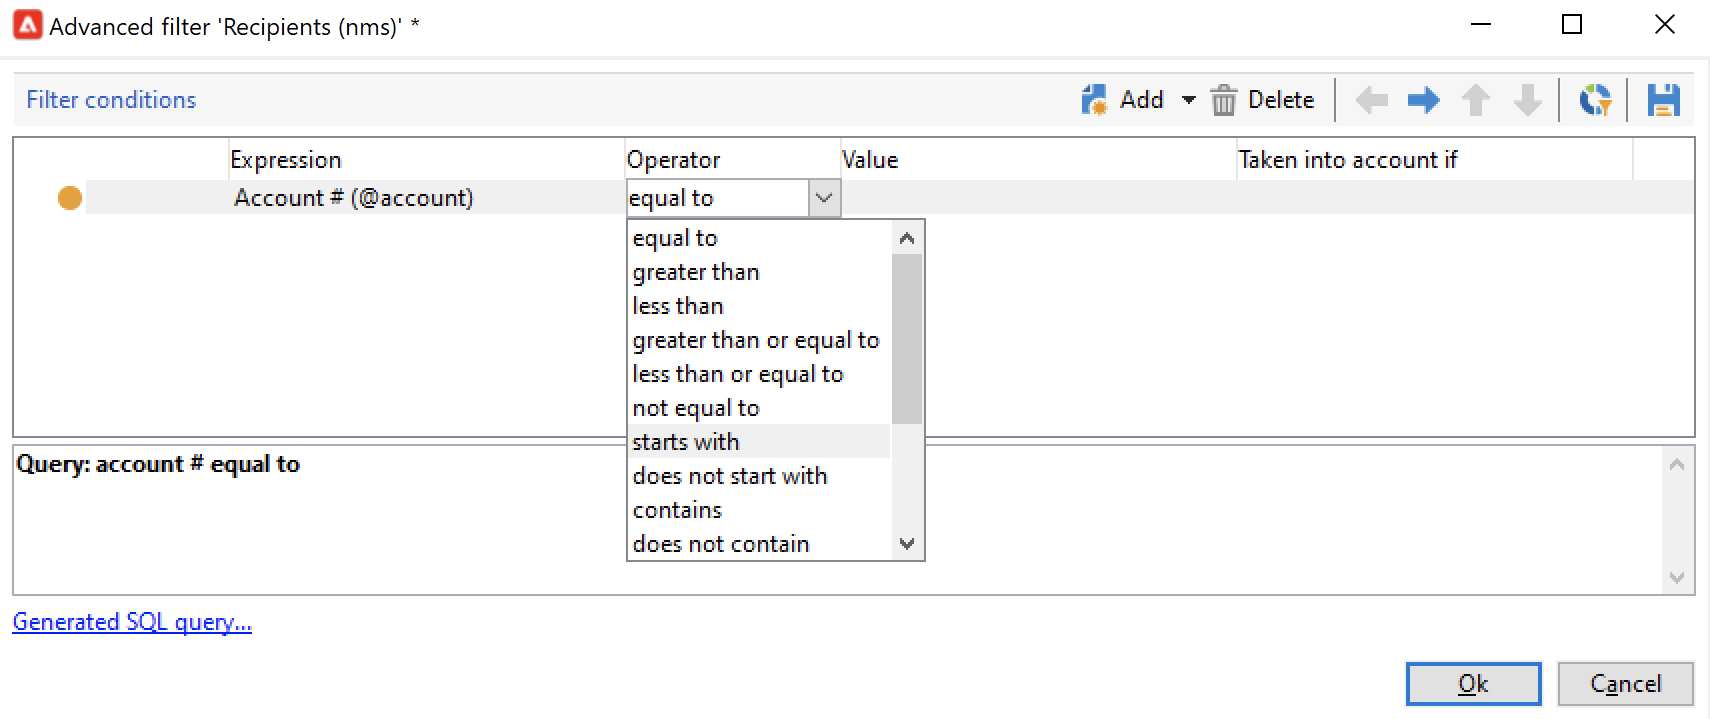 Advanced filter 'Recipients (nms)' *
Filter conditions Add Delete
Expression Operator Value Taken into account if
Account # (@account) equal to
equal to
greater than
less than
greater than or equal to
less than or equal to
not equal to
starts with
does not start with
contains
does not contain
Query: account # equal to
Generated SQL query...
Ok Cancel